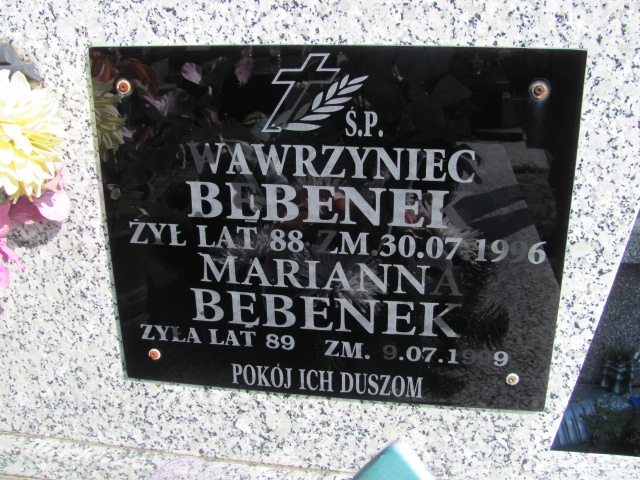 Ś.P.
WAWRZYNIEC
BĘBENEK
ŻYŁ LAT 88 ZM.30.07.1996
MARIANNA
BĘBENEK
ŻYŁA LAT 89 ZM. 9.07.1999
POKÓJ ICH DUSZOM